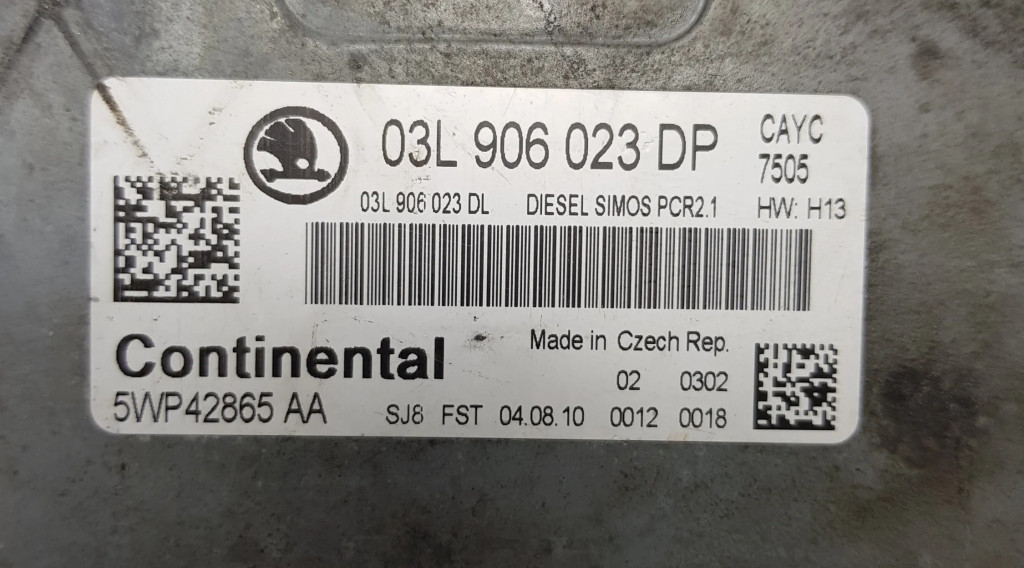 03L 906 023 DP
CAYC
7505
03L 906 023 DL DIESEL SIMOS PCR2.1 HW: H13
Continental
Made in Czech Rep.
02 0302
5WP42865 AA SJ8 FST 04.08.10 0012 0018